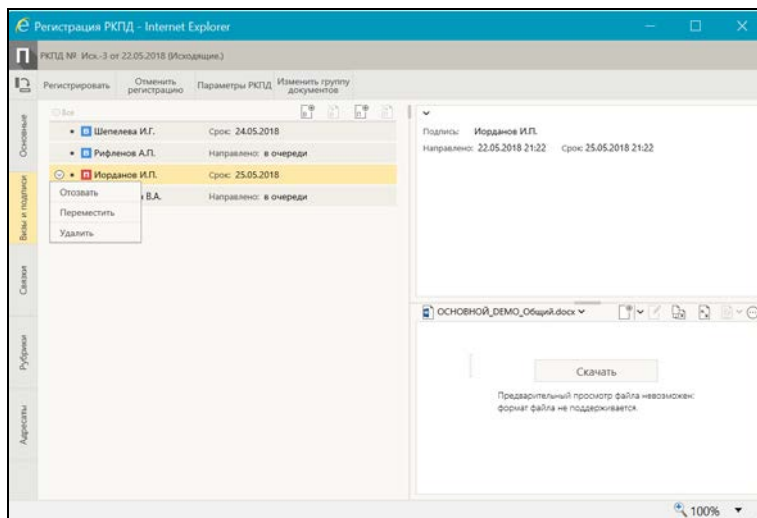 Регистрация РКПД - Internet Explorer
П
РКПД № Исх.-3 от 22.05.2018 (Исходящие.)
Регистрировать
Отменить регистрацию
Параметры РКПД
Изменить группу документов
Основные
Визы и подписи
Связки
Рубрики
Адресаты
Все
В Шепелева И.Г. Срок: 24.05.2018
В Рифленов А.П. Направлено: в очереди
П Иорданов И.П. Срок: 25.05.2018
В.А. Направлено: в очереди
Отозвать
Переместить
Удалить
Подпись: Иорданов И.П.
Направлено: 22.05.2018 21:22 Срок: 25.05.2018 21:22
ОСНОВНОЙ_DEMO_Общий.docx
Скачать
Предварительный просмотр файла невозможен:
формат файла не поддерживается.
100%